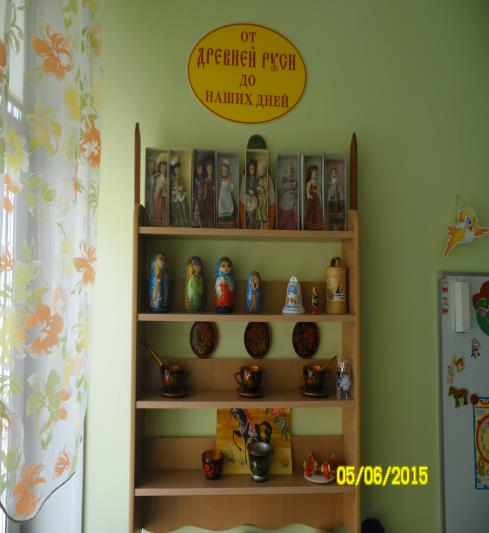 ОТ
ДРЕВНЕЙ РУСИ
ДО
НАШИХ ДНЕЙ
05/06/2015